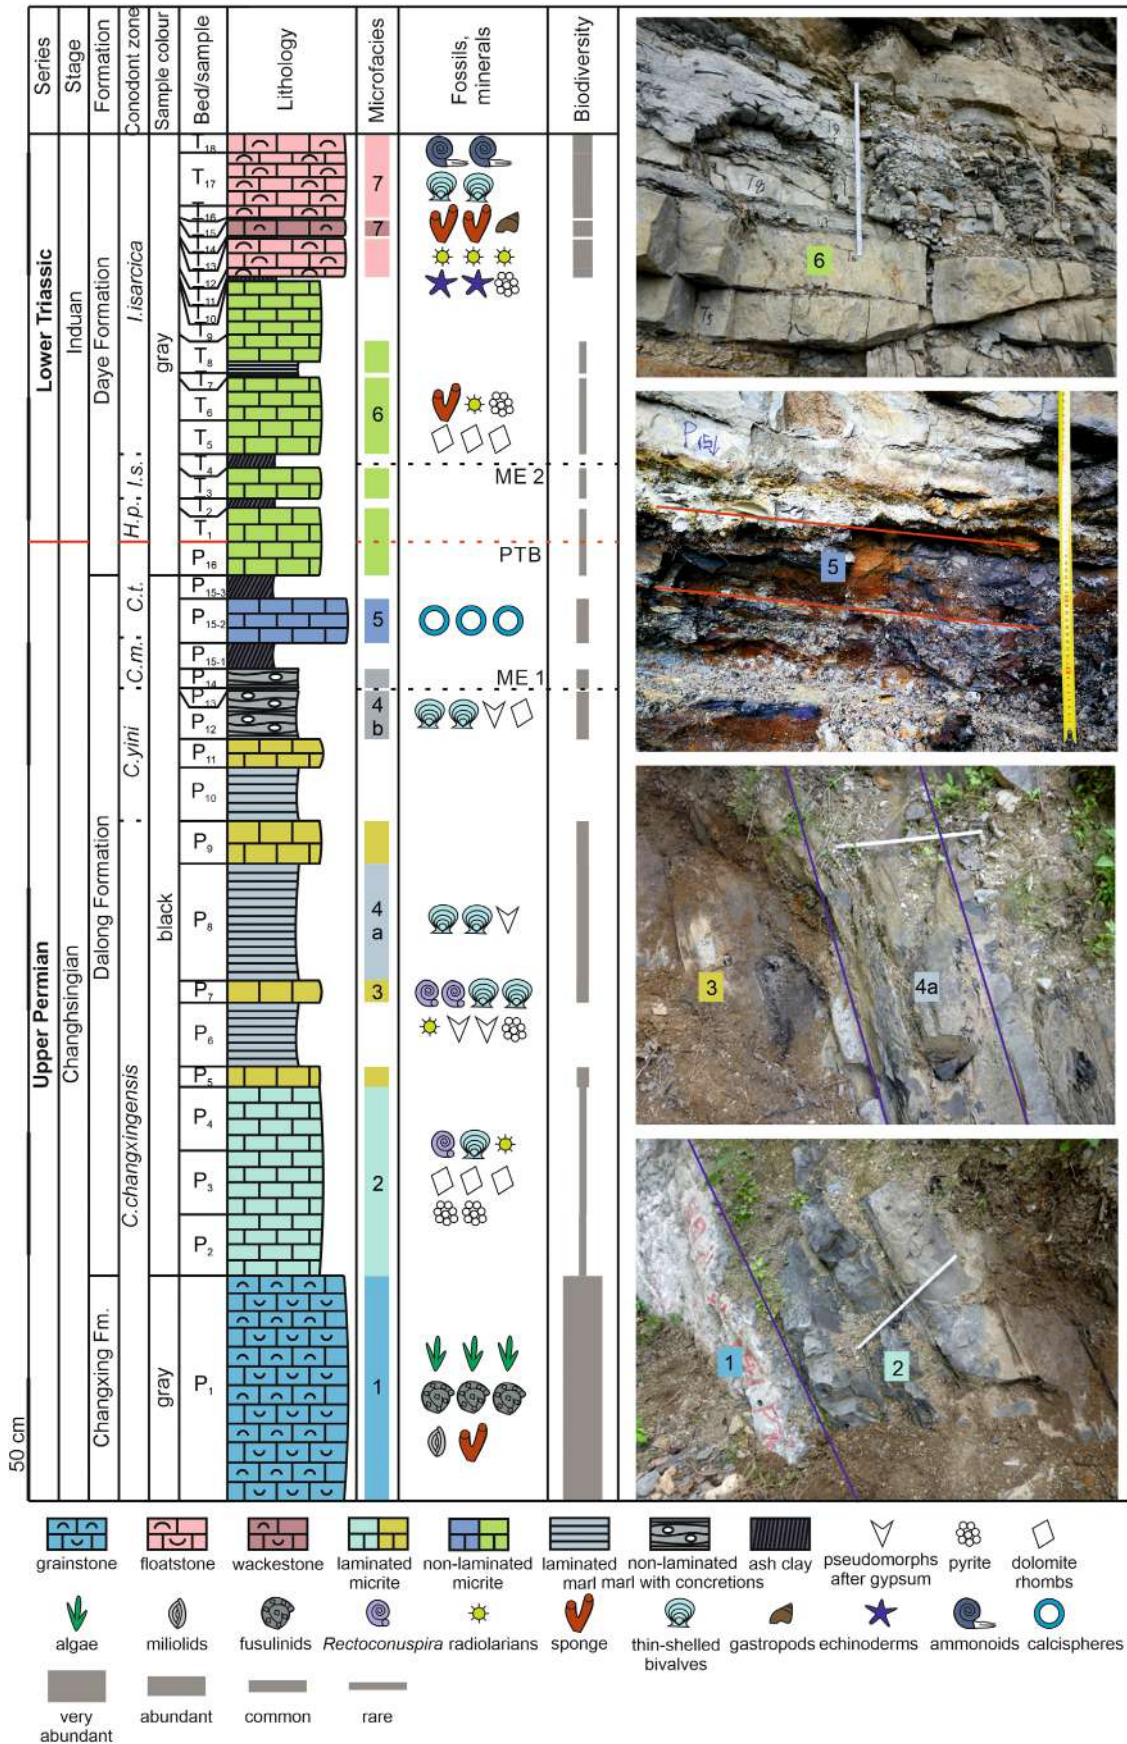 Series
Stage
Formation
Conodont zone
Sample colour
Bed/sample
Lithology
Microfacies
Fossils,
minerals
Biodiversity
Lower Triassic
Upper Permian
Induan
Changhsingian
Daye Formation
Dalong Formation
Changxing Fm.
I.isarcica
I.s.
H.p.
C.t.
C.m.
C.yini
C.changxingensis
gray
black
gray
T18
T17
T16
T15
T14
T13
T12
T11
T10
T9
T8
T7
T6
T5
T4
T3
T2
T1
P16
P15-3
P15-2
P15-1
P14
P13
P12
P11
P10
P9
P8
P7
P6
P5
P4
P3
P2
P1
7
7
6
5
4
b
4
a
3
2
1
ME 2
PTB
ME 1
50 cm
T9
T8
6
T5
P15↓
5
3
4a
1
2
grainstone
floatstone
wackestone
laminated
micrite
non-laminated
micrite
laminated
marl
non-laminated
marl with concretions
ash clay
pseudomorphs
after gypsum
pyrite
dolomite
rhombs
algae
miliolids
fusulinids
Rectoconuspira
radiolarians
sponge
thin-shelled
bivalves
gastropods
echinoderms
ammonoids
calcispheres
very
abundant
abundant
common
rare